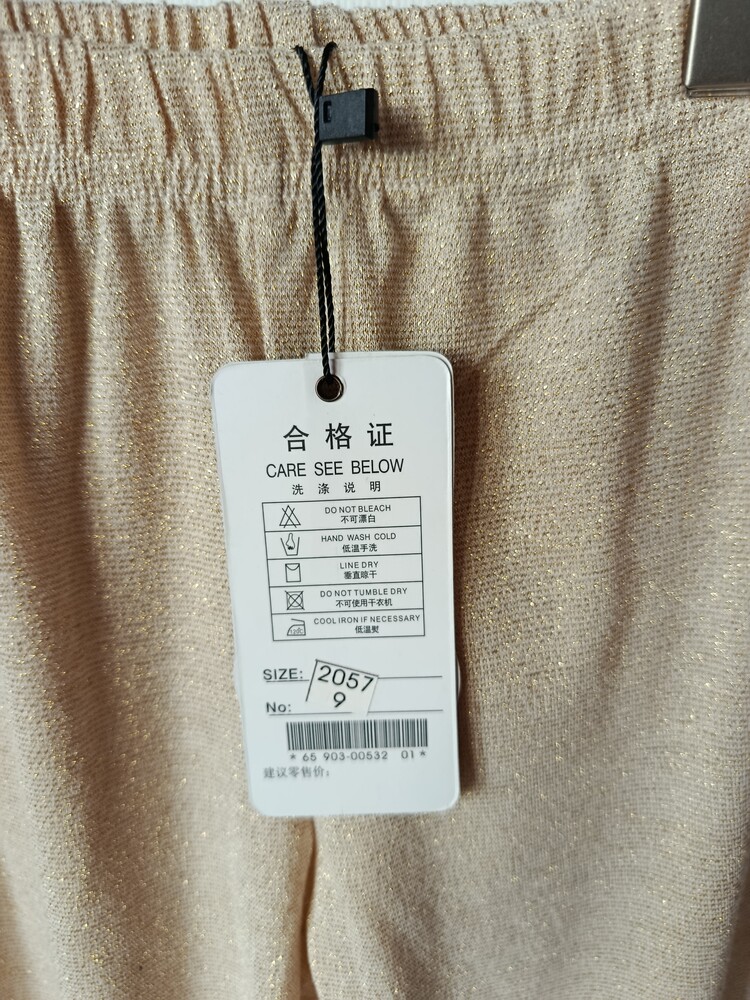 合格证
CARE SEE BELOW
洗涤说明
DO NOT BLEACH
不可漂白
HAND WASH COLD
低温手洗
LINE DRY
垂直晾干
DO NOT TUMBLE DRY
不可使用干衣机
120c
COOL IRON IF NECESSARY
低温熨
SIZE: 2057
No: 9
* 65 903-00532 01 *
建议零售价: